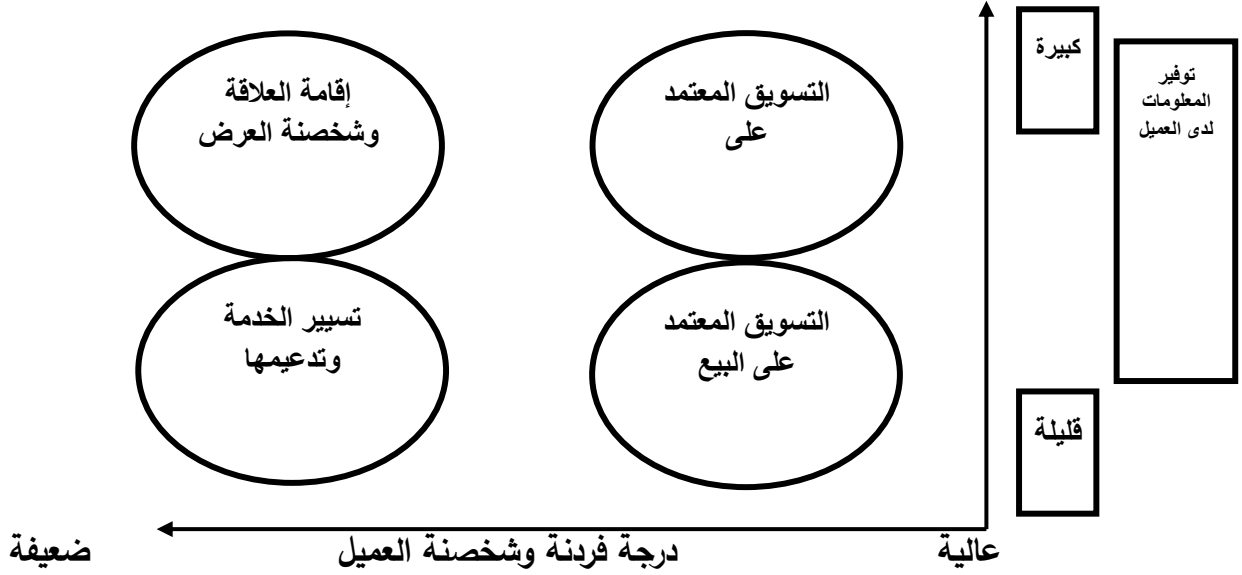 كبيرة
توفير
المعلومات
لدى العميل
التسويق المعتمد
على
إقامة العلاقة
وشخصنة العرض
التسويق المعتمد
على البيع
تسيير الخدمة
وتدعيمها
قليلة
عالية
درجة فردنة وشخصنة العميل
ضعيفة